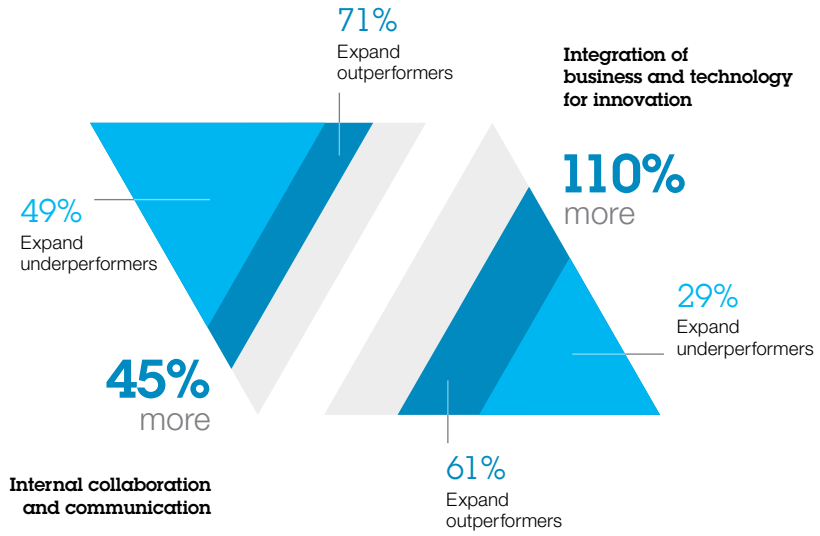 71%
Expand
outperformers
49%
Expand
underperformers
45%
more
Internal collaboration
and communication
Integration of
business and technology
for innovation
110%
more
29%
Expand
underperformers
61%
Expand
outperformers